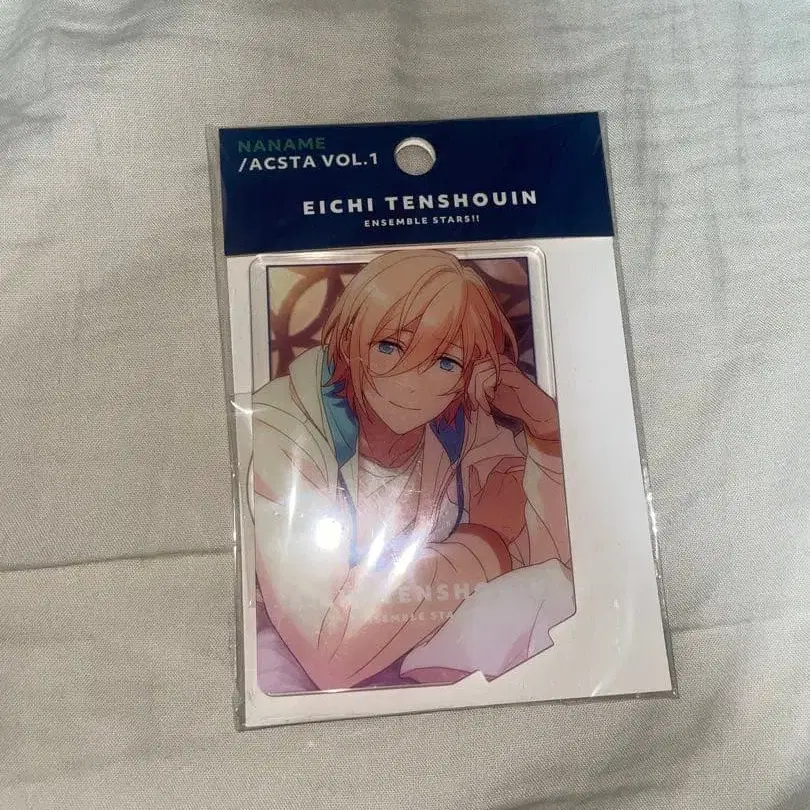 NANAME
/ACSTA VOL.1
EICHI TENSHOUIN
ENSEMBLE STARS!!